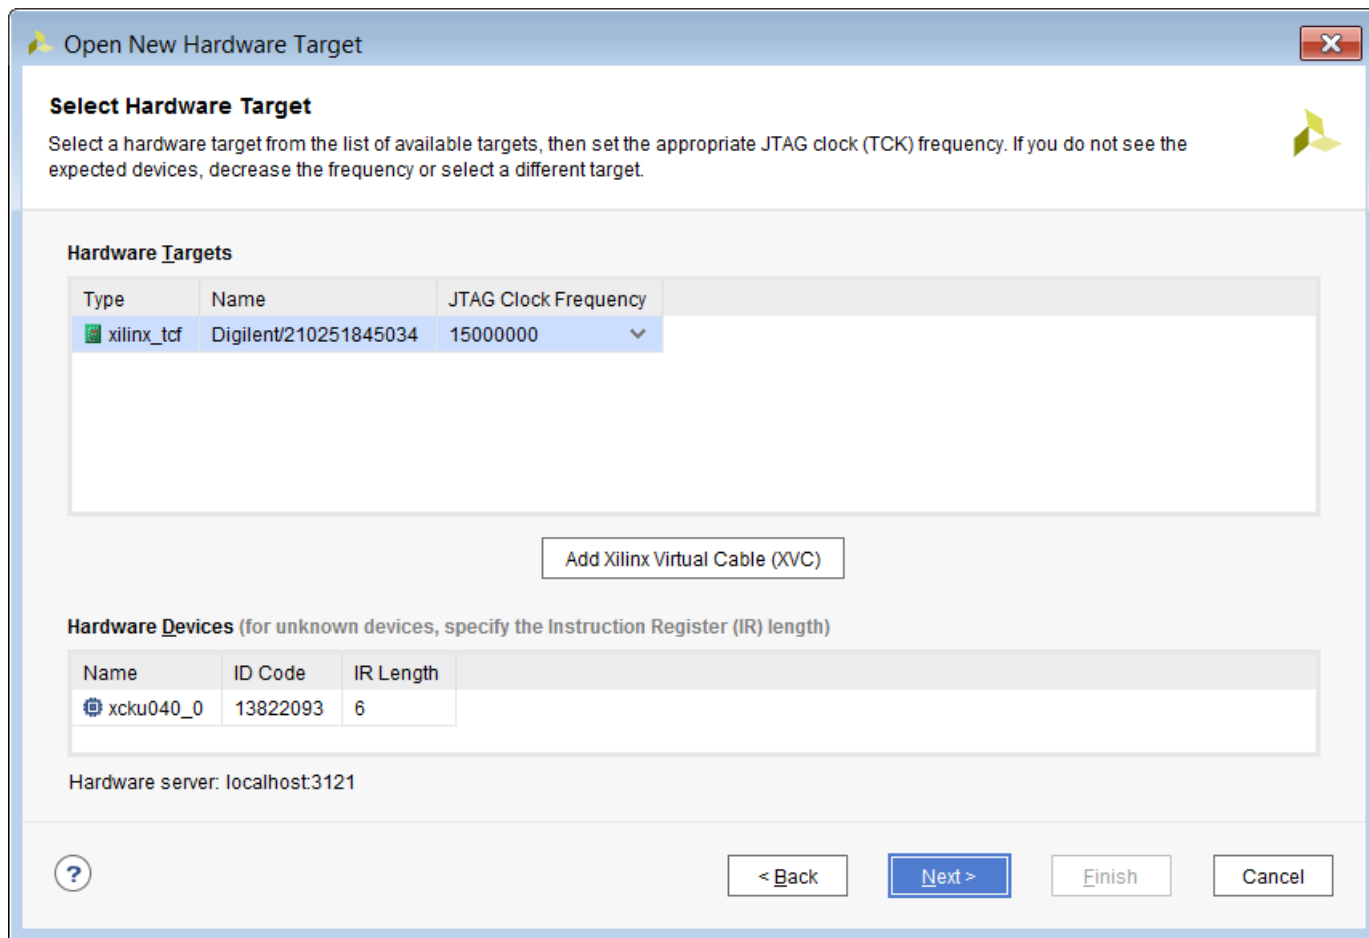 Open New Hardware Target
Select Hardware Target
Select a hardware target from the list of available targets, then set the appropriate JTAG clock (TCK) frequency. If you do not see the
expected devices, decrease the frequency or select a different target.
Hardware Targets
Type Name JTAG Clock Frequency
xilinx_tcf Digilent/210251845034 15000000
Add Xilinx Virtual Cable (XVC)
Hardware Devices (for unknown devices, specify the Instruction Register (IR) length)
Name ID Code IR Length
xcku040_0 13822093 6
Hardware server: localhost:3121
? < Back Next > Finish Cancel